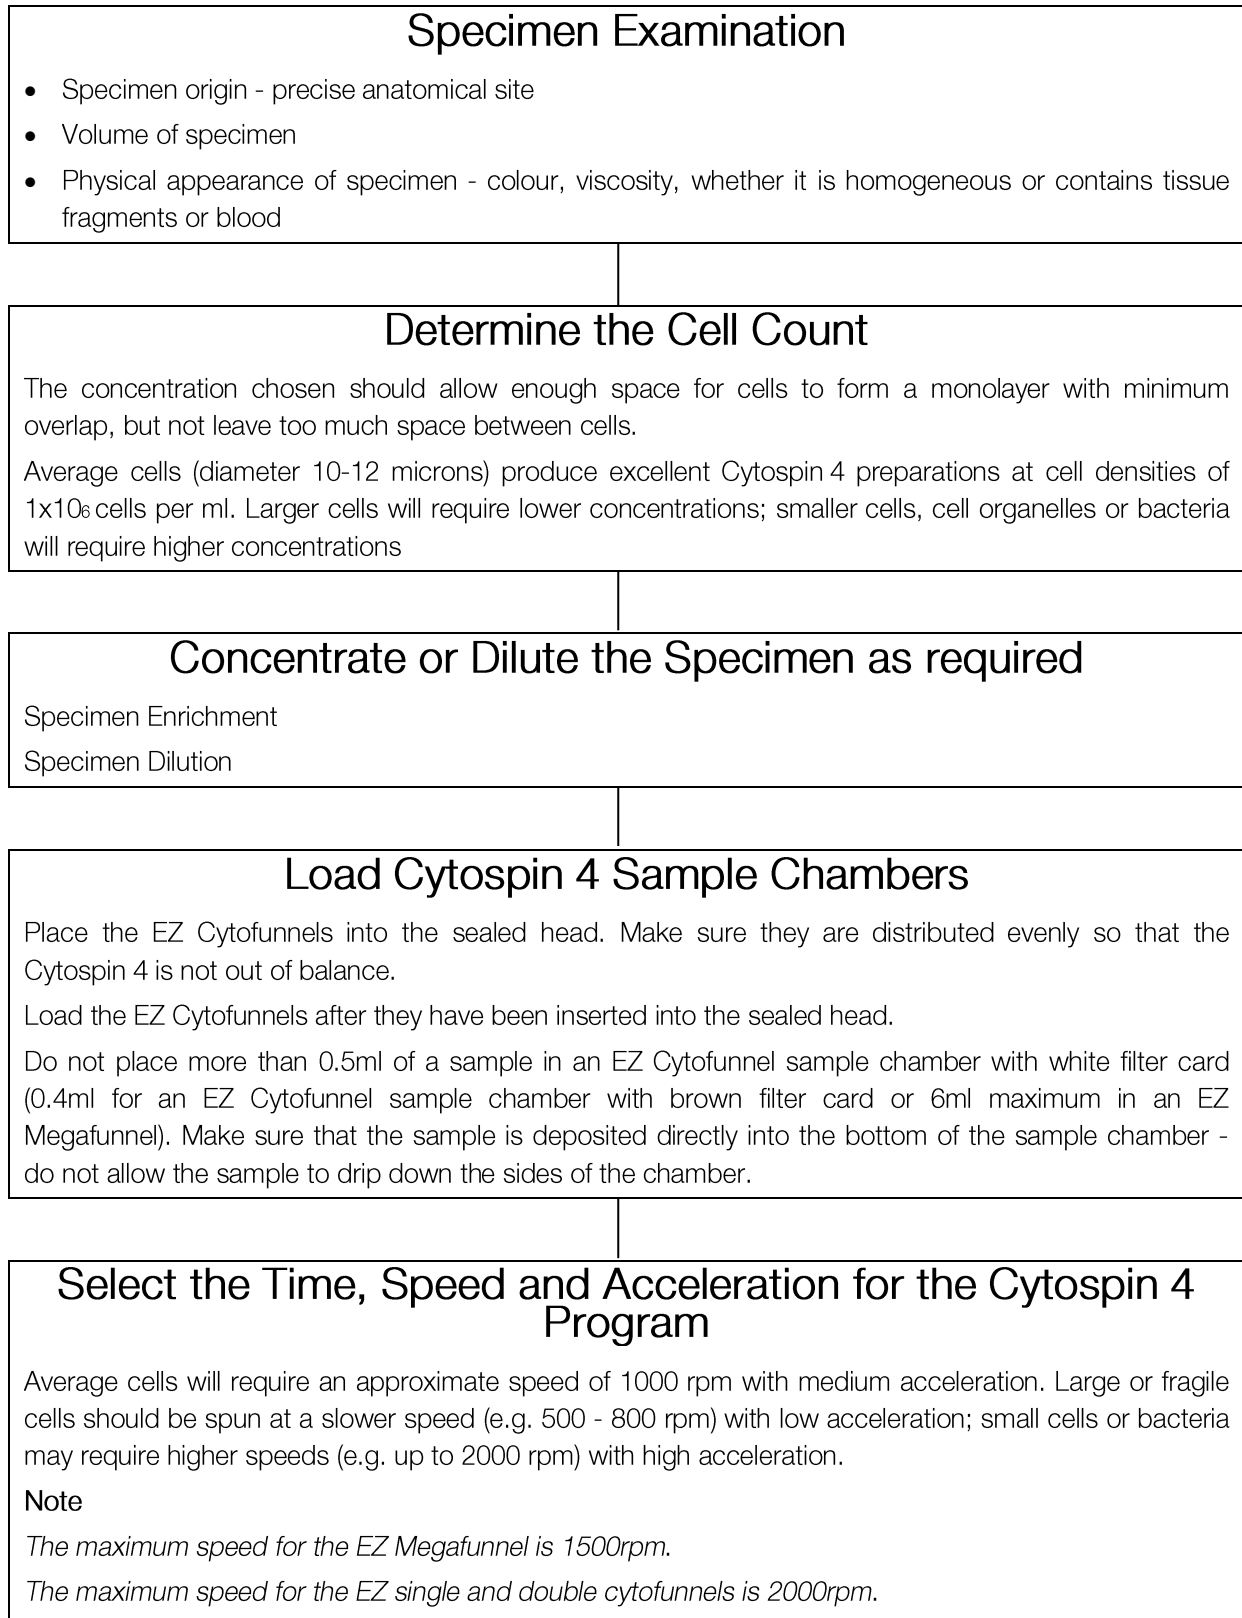 Specimen Examination
• Specimen origin - precise anatomical site
• Volume of specimen
• Physical appearance of specimen - colour, viscosity, whether it is homogeneous or contains tissue
fragments or blood
Determine the Cell Count
The concentration chosen should allow enough space for cells to form a monolayer with minimum
overlap, but not leave too much space between cells.
Average cells (diameter 10-12 microns) produce excellent Cytospin 4 preparations at cell densities of
1x10₆ cells per ml. Larger cells will require lower concentrations; smaller cells, cell organelles or bacteria
will require higher concentrations
Concentrate or Dilute the Specimen as required
Specimen Enrichment
Specimen Dilution
Load Cytospin 4 Sample Chambers
Place the EZ Cytofunnels into the sealed head. Make sure they are distributed evenly so that the
Cytospin 4 is not out of balance.
Load the EZ Cytofunnels after they have been inserted into the sealed head.
Do not place more than 0.5ml of a sample in an EZ Cytofunnel sample chamber with white filter card
(0.4ml for an EZ Cytofunnel sample chamber with brown filter card or 6ml maximum in an EZ
Megafunnel). Make sure that the sample is deposited directly into the bottom of the sample chamber -
do not allow the sample to drip down the sides of the chamber.
Select the Time, Speed and Acceleration for the Cytospin 4
Program
Average cells will require an approximate speed of 1000 rpm with medium acceleration. Large or fragile
cells should be spun at a slower speed (e.g. 500 - 800 rpm) with low acceleration; small cells or bacteria
may require higher speeds (e.g. up to 2000 rpm) with high acceleration.
Note
The maximum speed for the EZ Megafunnel is 1500rpm.
The maximum speed for the EZ single and double cytofunnels is 2000rpm.